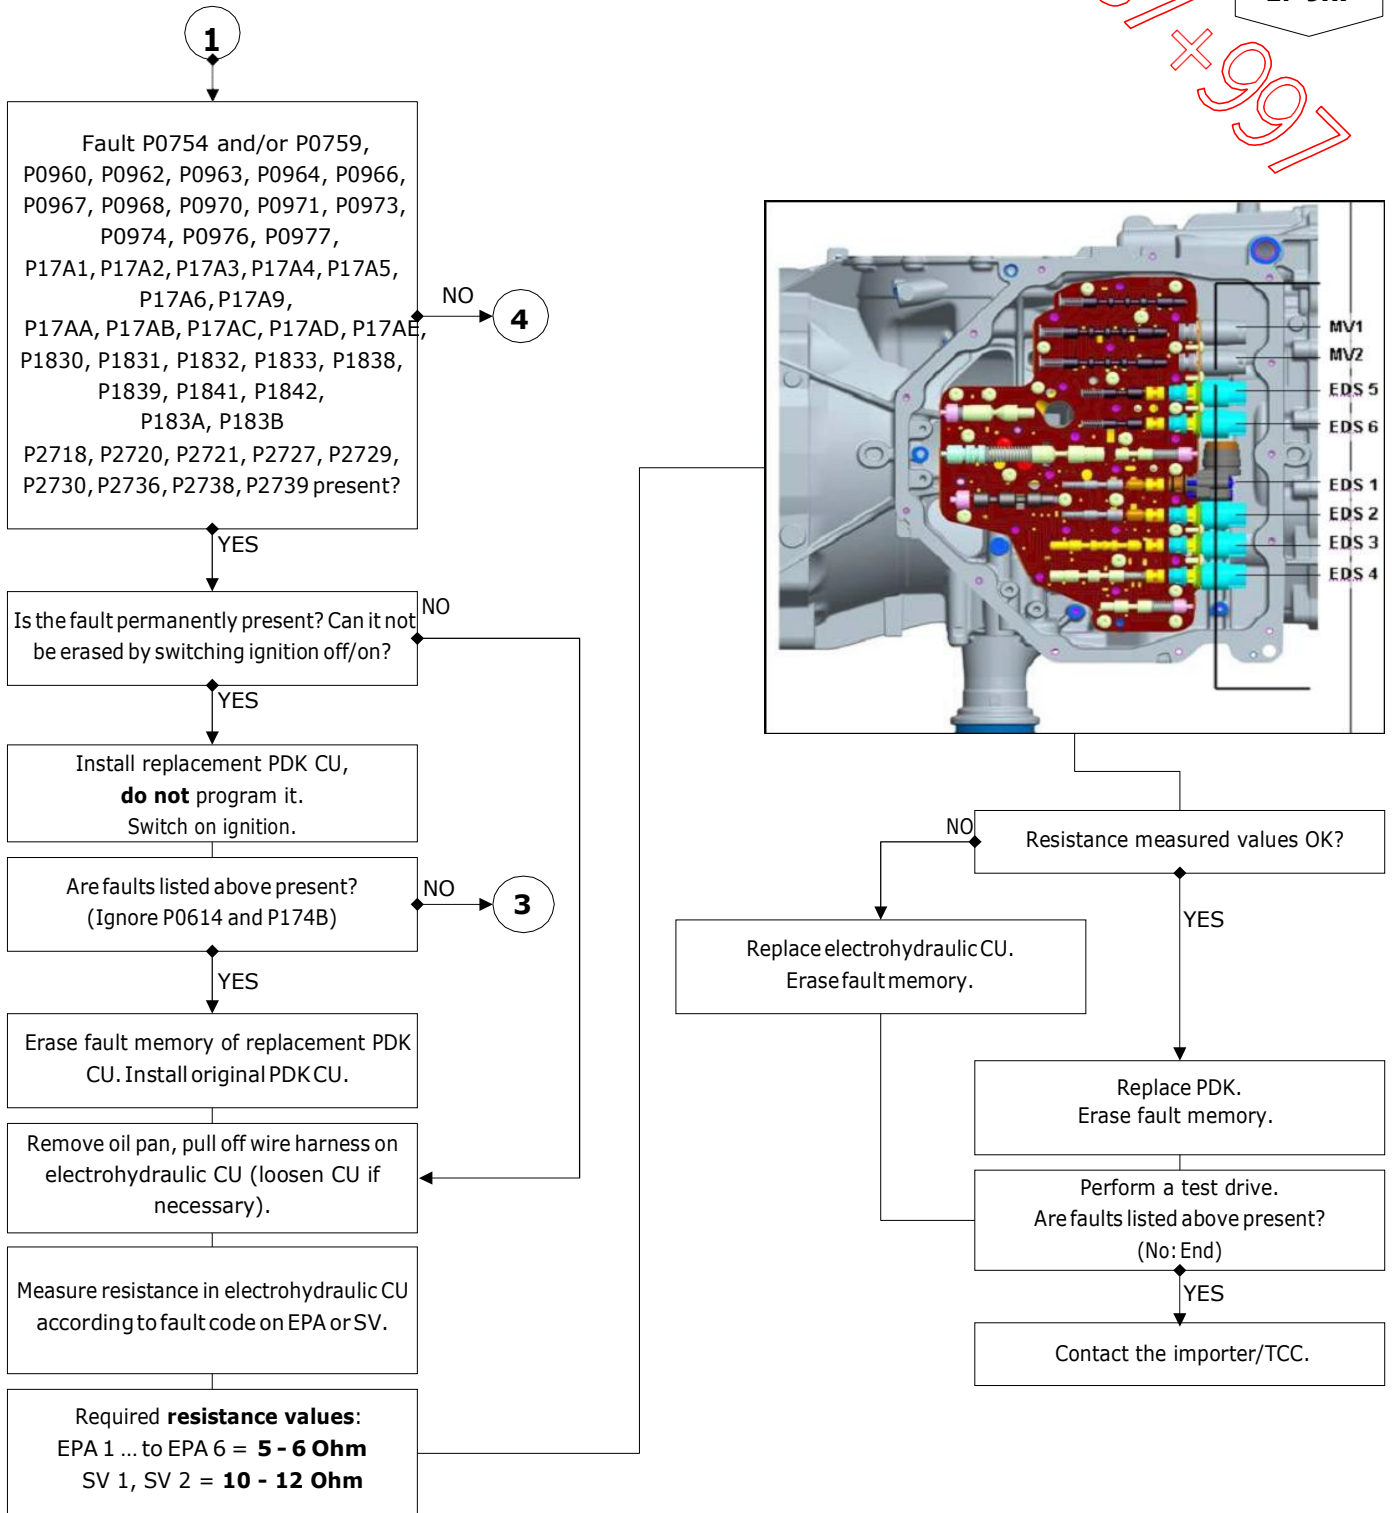 1
Fault P0754 and/or P0759,
P0960, P0962, P0963, P0964, P0966,
P0967, P0968, P0970, P0971, P0973,
P0974, P0976, P0977,
P17A1, P17A2, P17A3, P17A4, P17A5,
P17A6, P17A9,
P17AA, P17AB, P17AC, P17AD, P17AE,
P1830, P1831, P1832, P1833, P1838,
P1839, P1841, P1842,
P183A, P183B
P2718, P2720, P2721, P2727, P2729,
P2730, P2736, P2738, P2739 present?
NO
4
YES
Is the fault permanently present? Can it not
be erased by switching ignition off/on?
NO
YES
Install replacement PDK CU,
do not program it.
Switch on ignition.
Are faults listed above present?
(Ignore P0614 and P174B)
NO
3
YES
Erase fault memory of replacement PDK
CU. Install original PDK CU.
Remove oil pan, pull off wire harness on
electrohydraulic CU (loosen CU if
necessary).
Measure resistance in electrohydraulic CU
according to fault code on EPA or SV.
Required resistance values:
EPA 1 ... to EPA 6 = 5 - 6 Ohm
SV 1, SV 2 = 10 - 12 Ohm
+997
MV1
MV2
EDS 5
EDS 6
EDS 1
EDS 2
EDS 3
EDS 4
Resistance measured values OK?
NO
YES
Replace electrohydraulic CU.
Erase fault memory.
Replace PDK.
Erase fault memory.
Perform a test drive.
Are faults listed above present?
(No: End)
YES
Contact the importer/TCC.